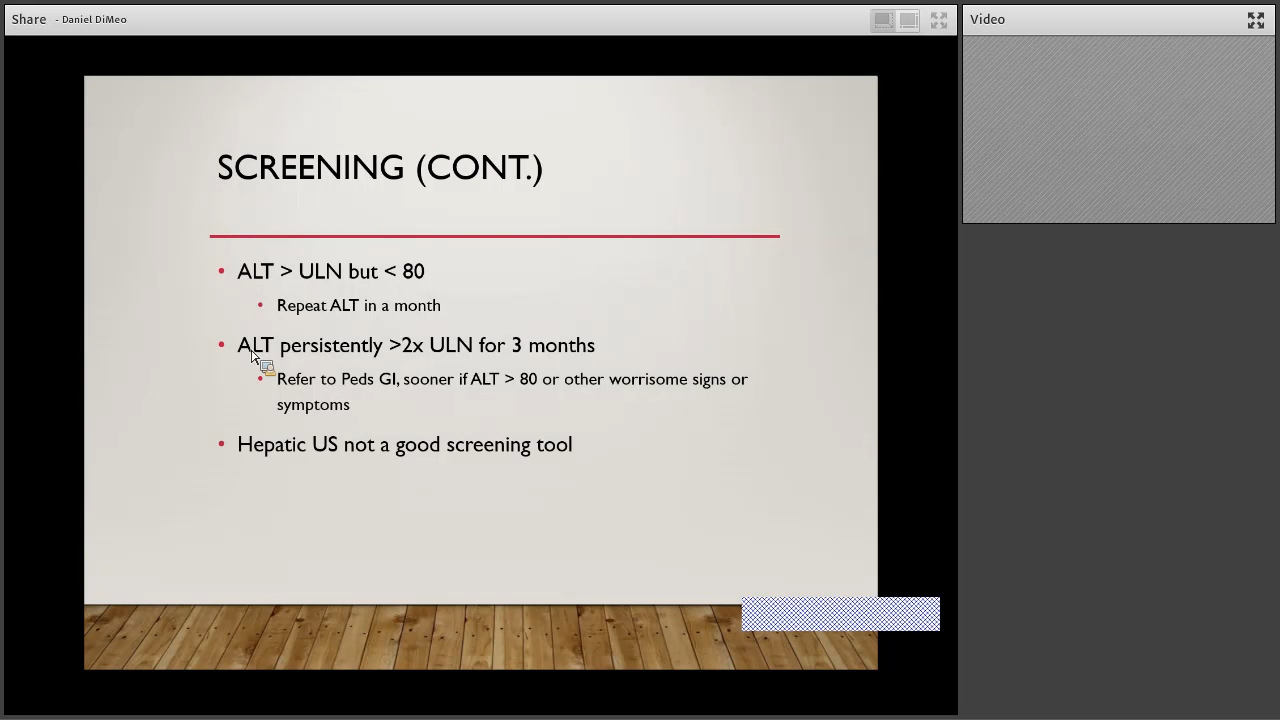 Share - Daniel DiMeo
Video
SCREENING (CONT.)
• ALT > ULN but < 80
• Repeat ALT in a month
• ALT persistently >2x ULN for 3 months
• Refer to Peds GI, sooner if ALT > 80 or other worrisome signs or
symptoms
• Hepatic US not a good screening tool